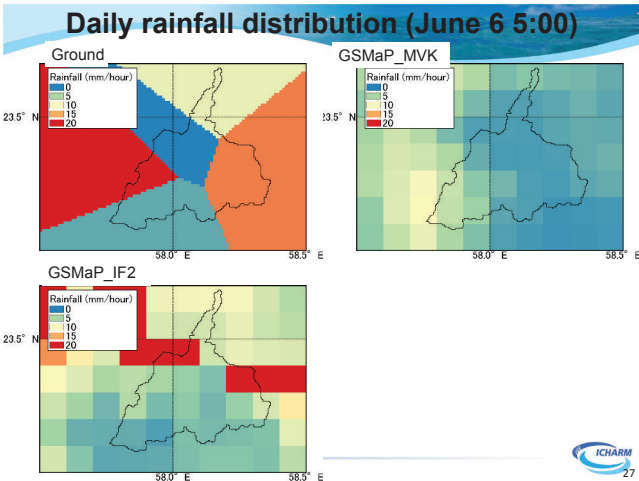 Daily rainfall distribution (June 6 5:00)
Ground
Rainfall (mm/hour)
0
5
10
15
20
23.5° N
58.0° E
58.5° E
GSMaP_MVK
Rainfall (mm/hour)
0
5
10
15
20
23.5° N
58.0° E
58.5° E
GSMaP_IF2
Rainfall (mm/hour)
0
5
10
15
20
23.5° N
58.0° E
58.5° E
ICHARM
27